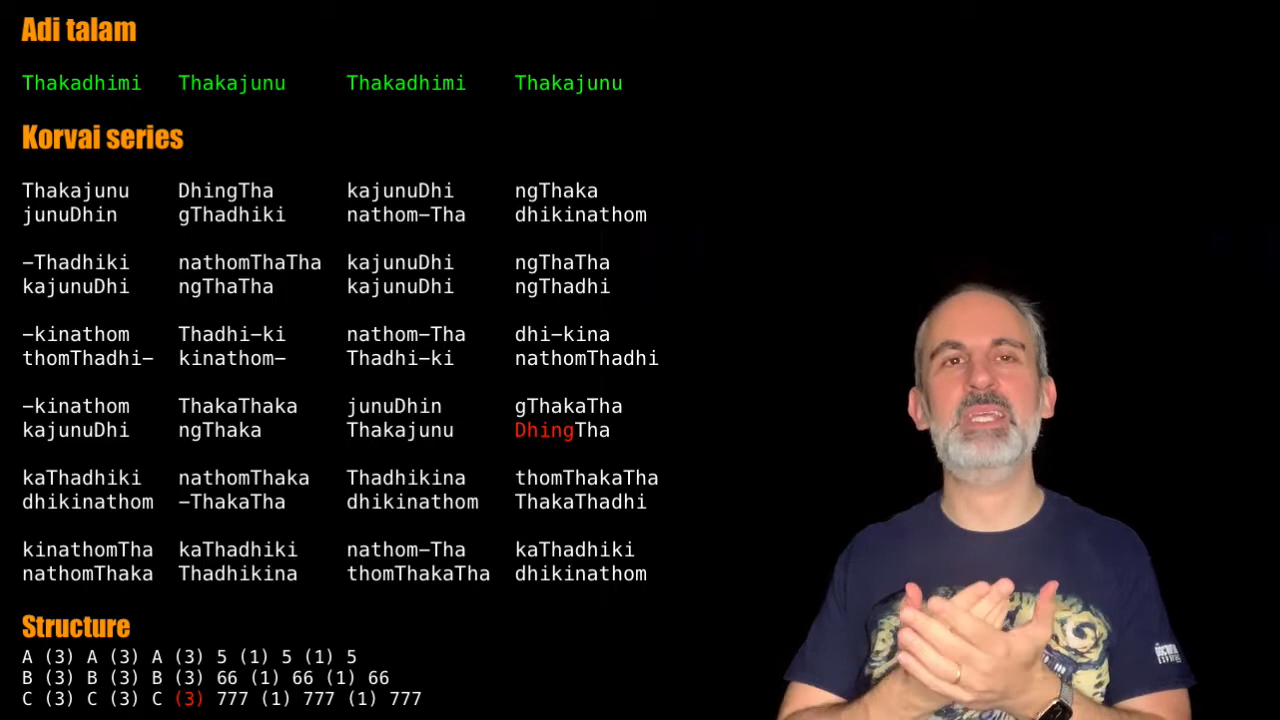 Adi talam
Thakadhimi Thakajunu Thakadhimi Thakajunu
Korvai series
Thakajunu DhingTha kajunuDhi ngThaka
junuDhin gThadhiki nathom-Tha dhikinathom
-Thadhiki nathomThaTha kajunuDhi ngThaTha
kajunuDhi ngThaTha kajunuDhi ngThadhi
-kinathom Thadhi-ki nathom-Tha dhi-kina
thomThadhi- kinathom- Thadhi-ki nathomThadhi
-kinathom ThakaThaka junuDhin gThakaTha
kajunuDhi ngThaka Thakajunu DhingTha
kaThadhiki nathomThaka Thadhikina thomThakaTha
dhikinathom -ThakaTha dhikinathom ThakaThadhi
kinathomTha kaThadhiki nathom-Tha kaThadhiki
nathomThaka Thadhikina thomThakaTha dhikinathom
Structure
A (3) A (3) A (3) 5 (1) 5 (1) 5
B (3) B (3) B (3) 66 (1) 66 (1) 66
C (3) C (3) C (3) 777 (1) 777 (1) 777